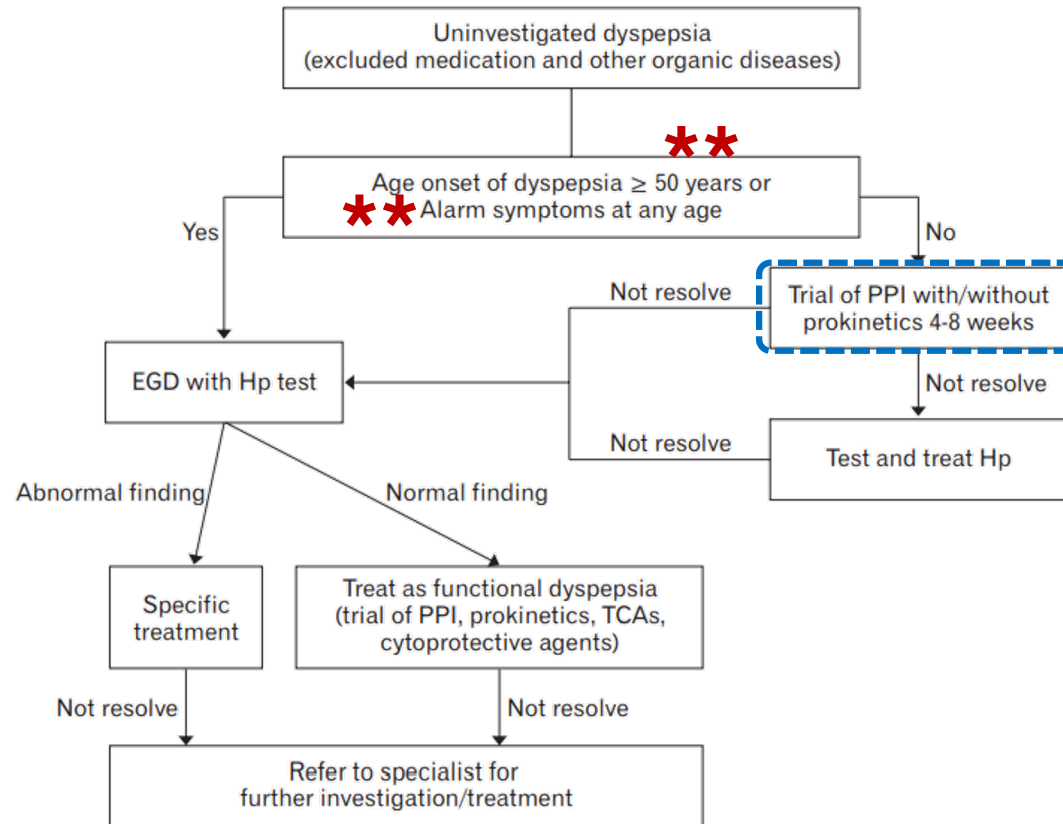 Uninvestigated dyspepsia
(excluded medication and other organic diseases)
**
Age onset of dyspepsia ≥ 50 years or
** Alarm symptoms at any age
Yes
No
Not resolve
Trial of PPI with/without
prokinetics 4-8 weeks
EGD with Hp test
Not resolve
Not resolve
Test and treat Hp
Abnormal finding
Normal finding
Specific
treatment
Treat as functional dyspepsia
(trial of PPI, prokinetics, TCAs,
cytoprotective agents)
Not resolve
Not resolve
Refer to specialist for
further investigation/treatment